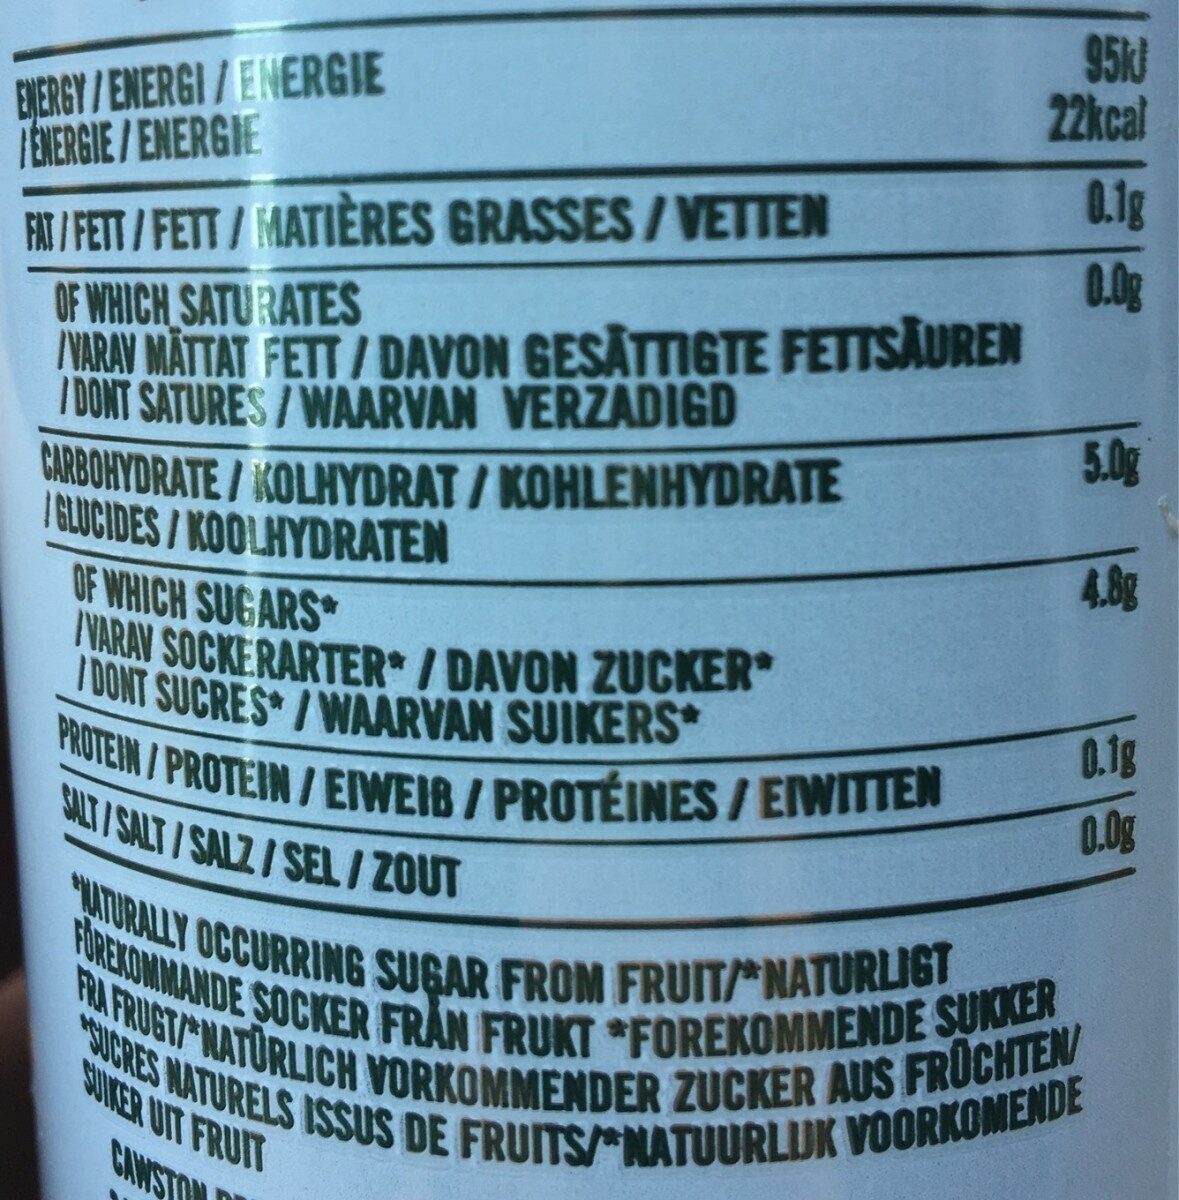 ENERGY / ENERGI / ENERGIE 95kJ
/ ÉNERGIE / ENERGIE 22kcal
FAT / FETT / FETT / MATIÈRES GRASSES / VETTEN 0.1g
OF WHICH SATURATES 0.0g
/ VARAV MÄTTAT FETT / DAVON GESÄTTIGTE FETTSÄUREN
/ DONT SATURES / WAARVAN VERZADIGD
CARBOHYDRATE / KOLHYDRAT / KOHLENHYDRATE 5.0g
/ GLUCIDES / KOOLHYDRATEN
OF WHICH SUGARS* 4.8g
/ VARAV SOCKERARTER* / DAVON ZUCKER*
/ DONT SUCRES* / WAARVAN SUIKERS*
PROTEIN / PROTEIN / EIWEIß / PROTÉINES / EIWITTEN 0.1g
SALT / SALT / SALZ / SEL / ZOUT 0.0g
*NATURALLY OCCURRING SUGAR FROM FRUIT/*NATURLIGT
FÖREKOMMANDE SOCKER FRÅN FRUKT *FOREKOMMENDE SUKKER
FRA FRUGT/*NATÜRLICH VORKOMMENDER ZUCKER AUS FRÜCHTEN/
*SUCRES NATURELS ISSUS DE FRUITS/*NATUURLIJK VOORKOMENDE
SUIKER UIT FRUIT
CAWSTON